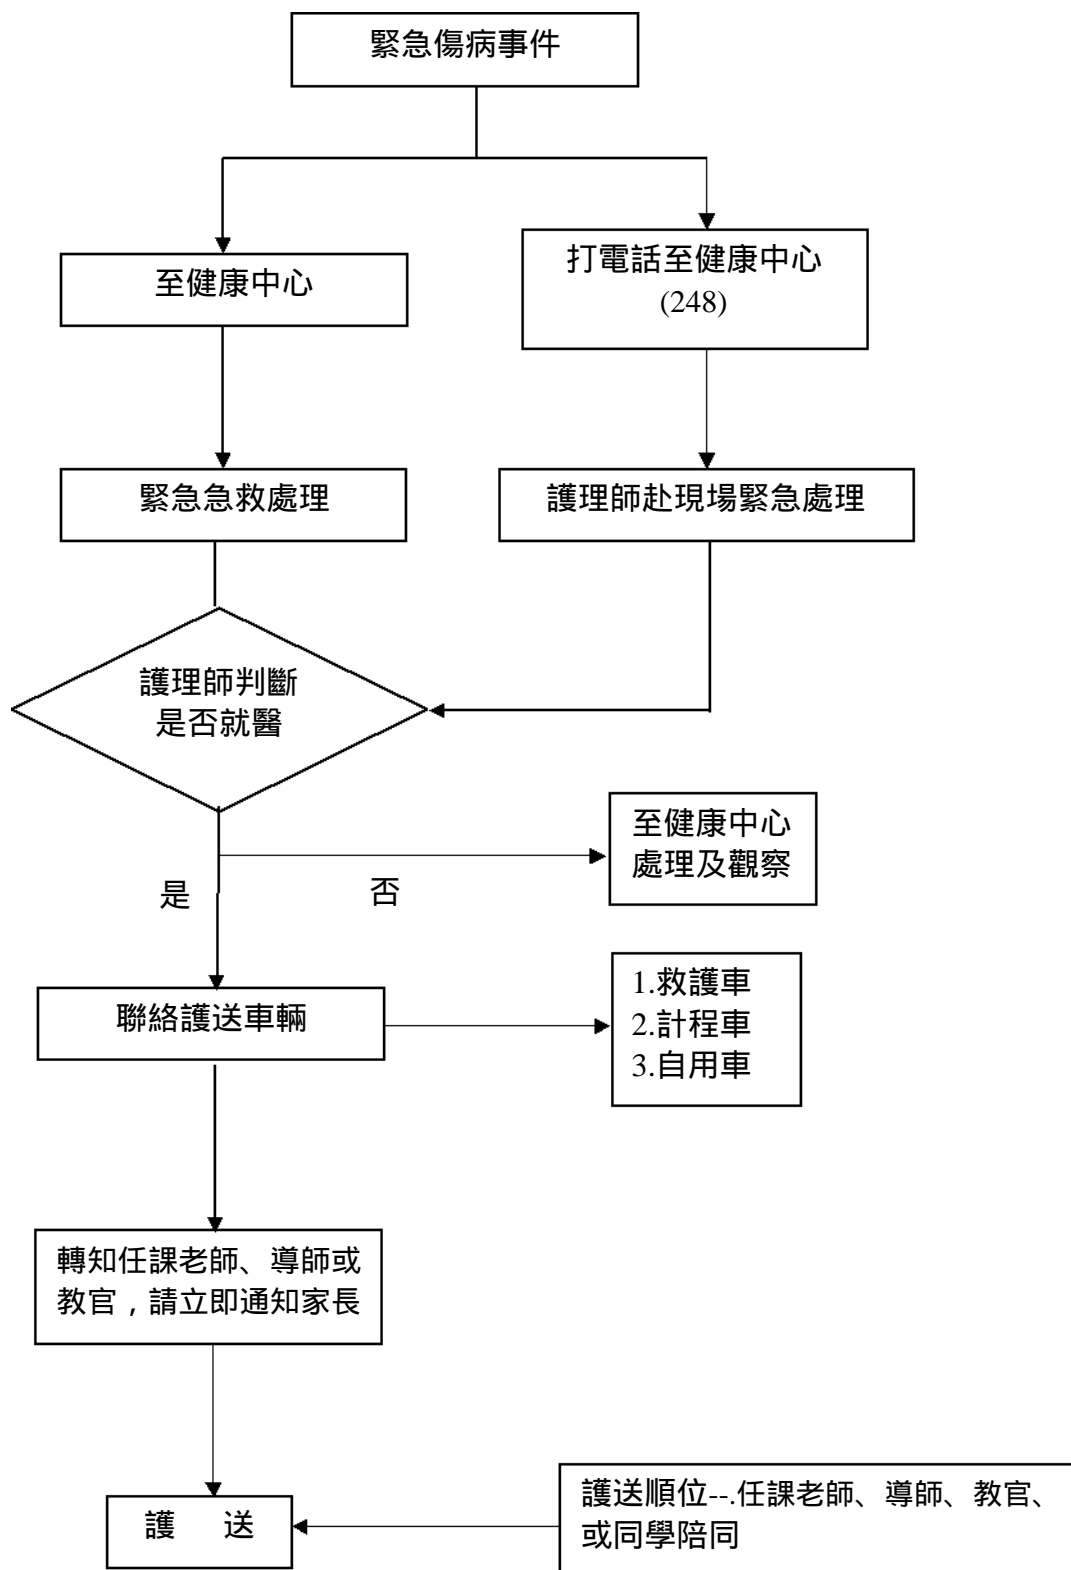 緊急傷病事件
至健康中心
打電話至健康中心
(248)
緊急急救處理
護理師赴現場緊急處理
護理師判斷
是否就醫
至健康中心
處理及觀察
是
否
聯絡護送車輛
1.救護車
2.計程車
3.自用車
轉知任課老師、導師或
教官，請立即通知家長
護 送
護送順位--.任課老師、導師、教官、
或同學陪同